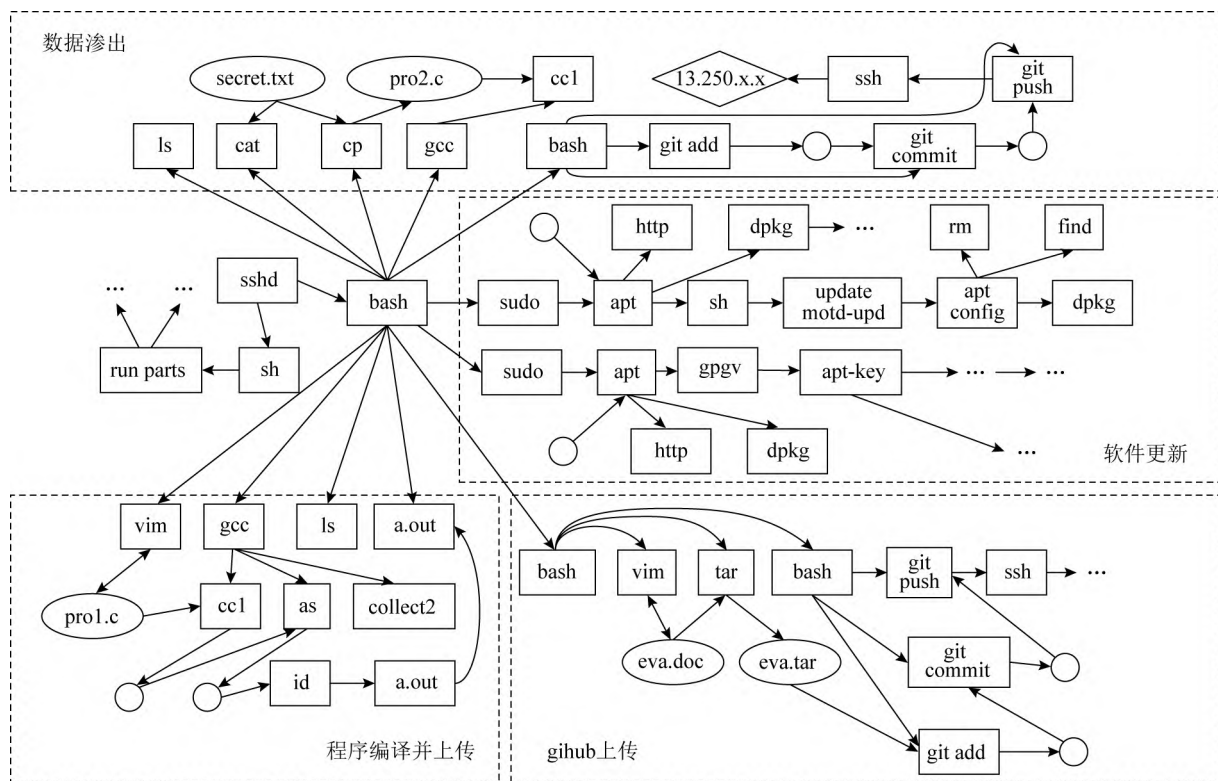 数据渗出
secret.txt
pro2.c
cc1
13.250.x.x
ssh
git
push
ls
cat
cp
gcc
bash
git add
git
commit
http
dpkg
...
rm
find
...
...
sshd
bash
sudo
apt
sh
update
motd-upd
apt
config
dpkg
run parts
sh
sudo
apt
gpgv
apt-key
...
...
http
dpkg
...
软件更新
vim
gcc
ls
a.out
pro1.c
cc1
as
collect2
id
a.out
程序编译并上传
bash
vim
tar
bash
git
push
ssh
...
eva.doc
eva.tar
git
commit
git add
gihub上传